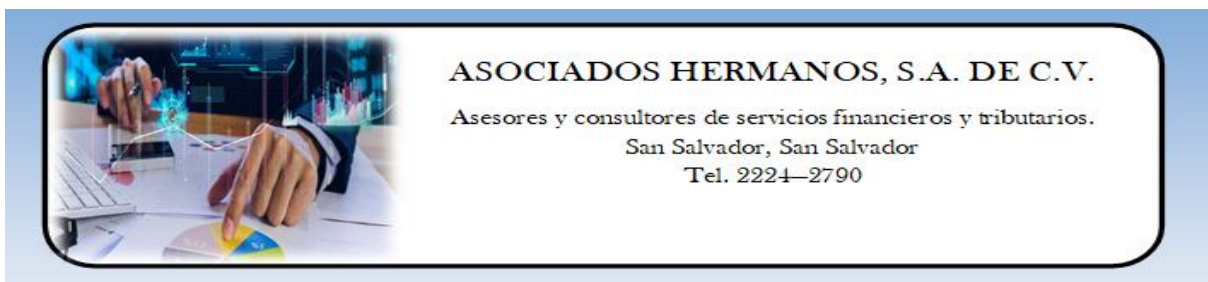 ASOCIADOS HERMANOS, S.A. DE C.V.
Asesores y consultores de servicios financieros y tributarios.
San Salvador, San Salvador
Tel. 2224—2790